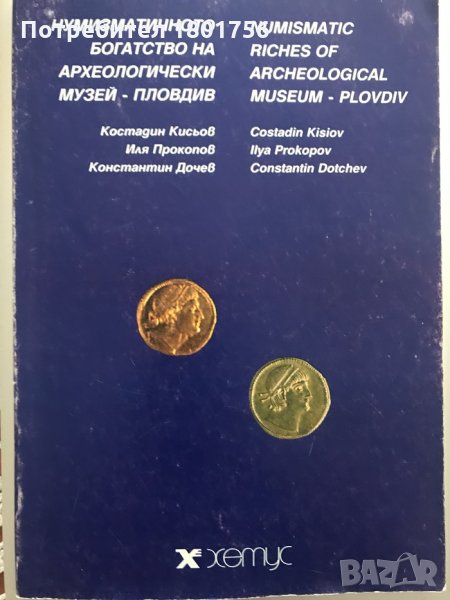 Потребител 1801756
НУМИЗМАТИЧНОТО
БОГАТСТВО НА
АРХЕОЛОГИЧЕСКИ
МУЗЕЙ - ПЛОВДИВ
Костадин Кисьов
Иля Прокопов
Константин Дочев
NUMISMATIC
RICHES OF
ARCHEOLOGICAL
MUSEUM - PLOVDIV
Costadin Kisiov
Ilya Prokopov
Constantin Dotchev
хемус
BAZAR